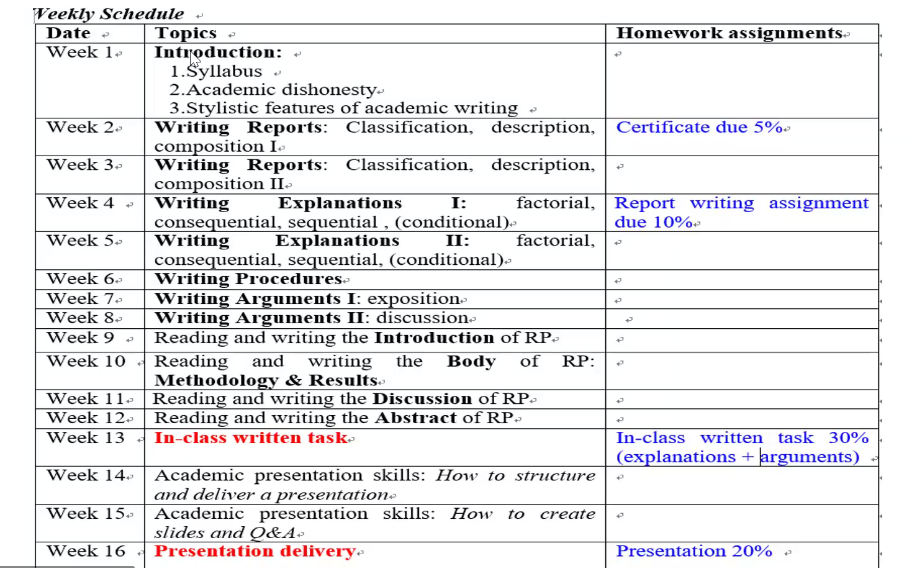 Weekly Schedule
Date Topics Homework assignments
Week 1 Introduction:
1.Syllabus
2.Academic dishonesty
3.Stylistic features of academic writing
Week 2 Writing Reports: Classification, description, Certificate due 5%
composition I
Week 3 Writing Reports: Classification, description,
composition II
Week 4 Writing Explanations I: factorial, Report writing assignment
consequential, sequential , (conditional) due 10%
Week 5 Writing Explanations II: factorial,
consequential, sequential, (conditional)
Week 6 Writing Procedures
Week 7 Writing Arguments I: exposition
Week 8 Writing Arguments II: discussion
Week 9 Reading and writing the Introduction of RP
Week 10 Reading and writing the Body of RP:
Methodology & Results
Week 11 Reading and writing the Discussion of RP
Week 12 Reading and writing the Abstract of RP
Week 13 In-class written task In-class written task 30%
(explanations + arguments)
Week 14 Academic presentation skills: How to structure
and deliver a presentation
Week 15 Academic presentation skills: How to create
slides and Q&A
Week 16 Presentation delivery Presentation 20%